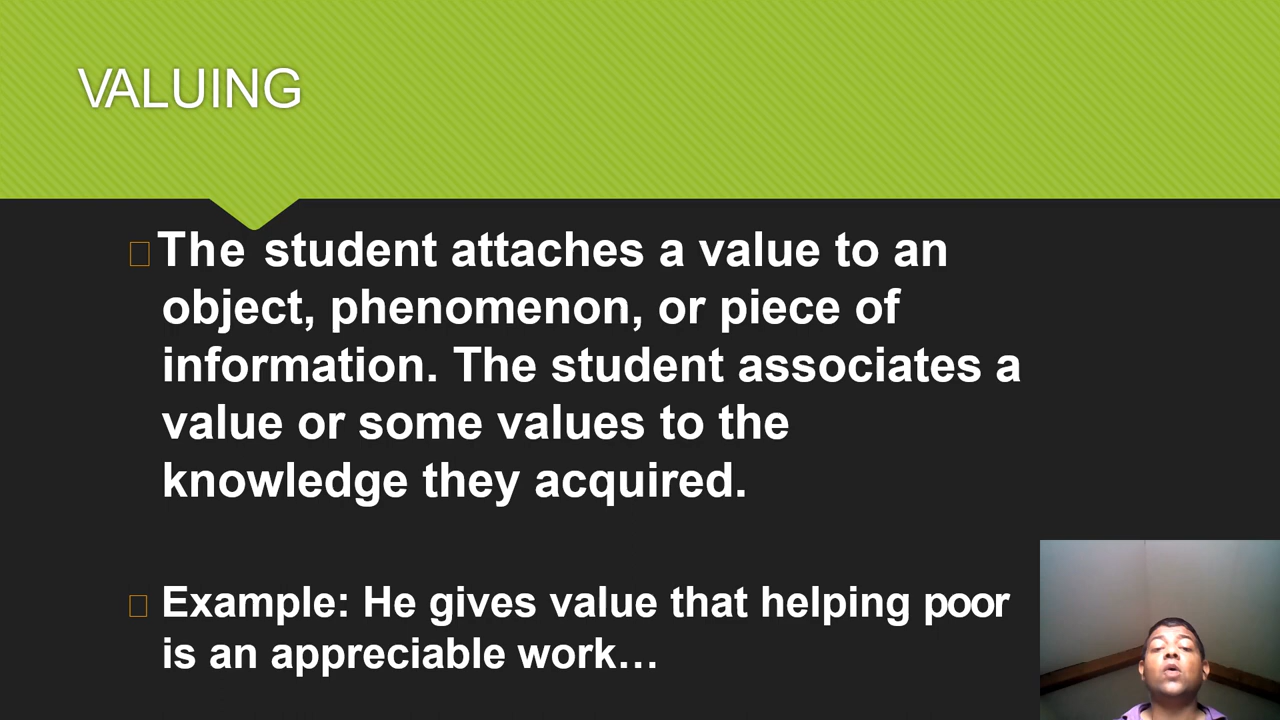 VALUING
The student attaches a value to an
object, phenomenon, or piece of
information. The student associates a
value or some values to the
knowledge they acquired.
Example: He gives value that helping poor
is an appreciable work…